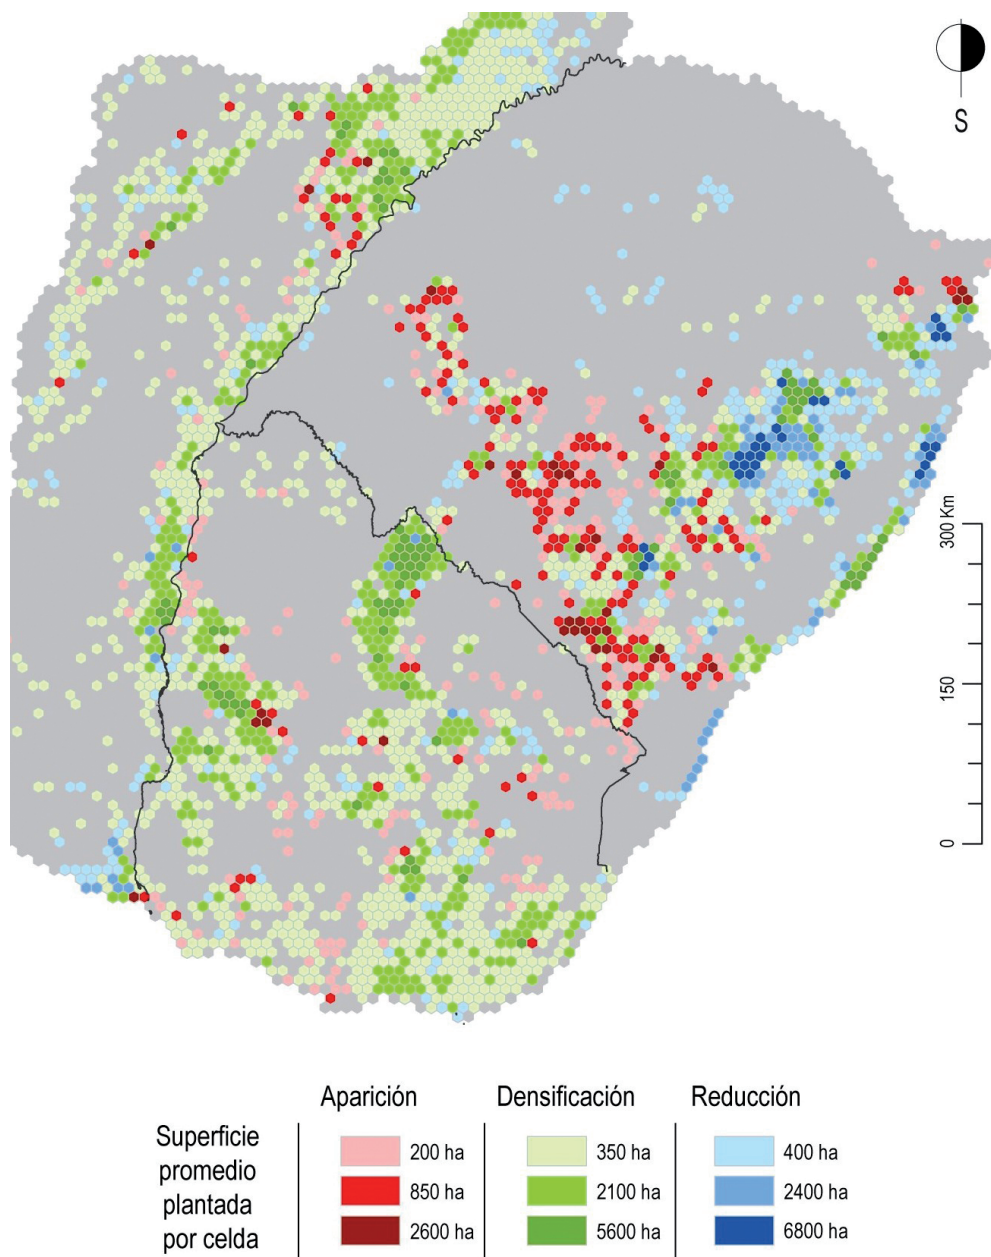 S
300 Km
150
0
Superficie
promedio
plantada
por celda
Aparición
200 ha
850 ha
2600 ha
Densificación
350 ha
2100 ha
5600 ha
Reducción
400 ha
2400 ha
6800 ha